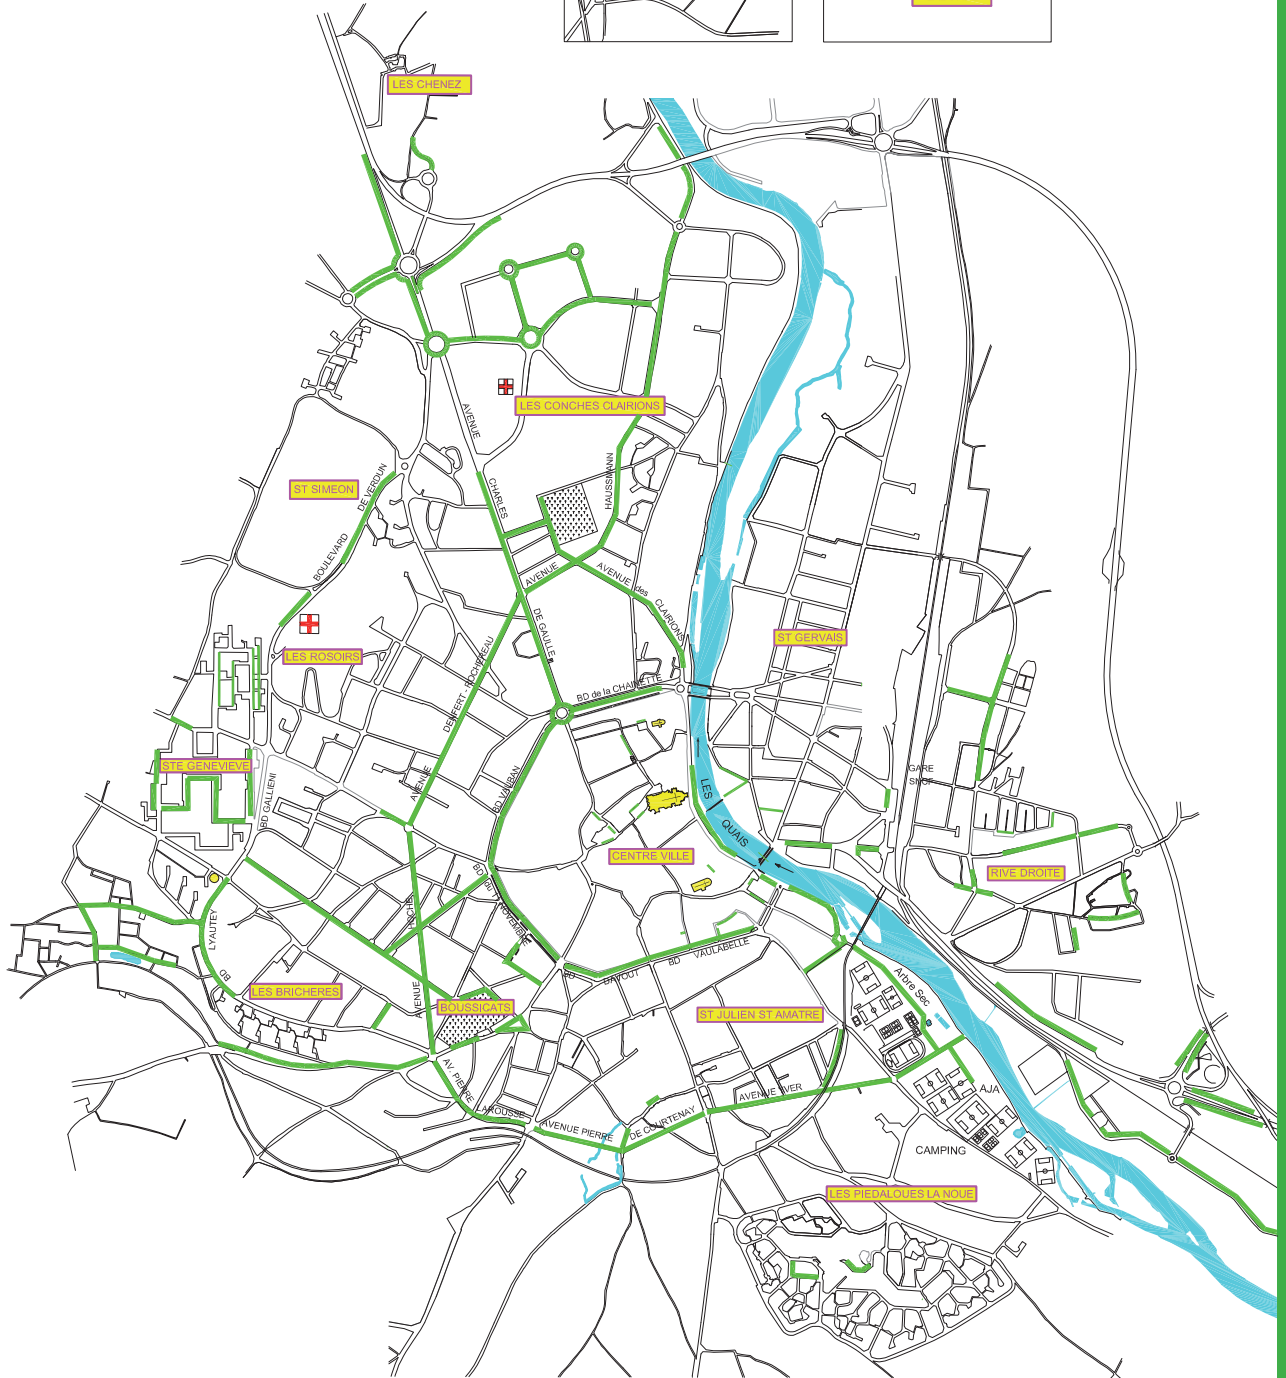 LES CHENEZ
LES CONCHES CLAIRIONS
AVENUE
ST SIMEON
DE VERDUN
BOULEVARD
CHARLES
HAUSSMANN
AVENUE
AVENUE des
CLAIRIONS
DE GAULLE
ST GERVAIS
LES ROSOIRS
DENFERT - ROCHEREAU
BD de la CHAINETTE
STE GENEVIEVE
AVENUE
BD VAUBAN
BD GALLIENI
LES
QUAIS
GARE
SNCF
CENTRE VILLE
RIVE DROITE
BD du 11 NOVEMBRE
HOCHE
AVENUE
LYAUTEY
BD
BD
DAVOUT
BD
VAULABELLE
LES BRICHERES
BOUSSICATS
ST JULIEN ST AMATRE
Arbre Sec
AV. PIERRE
LAROUSSE
AVENUE PIERRE
DE COURTENAY
AVENUE YVER
AJA
CAMPING
LES PIEDALOUES LA NOUE